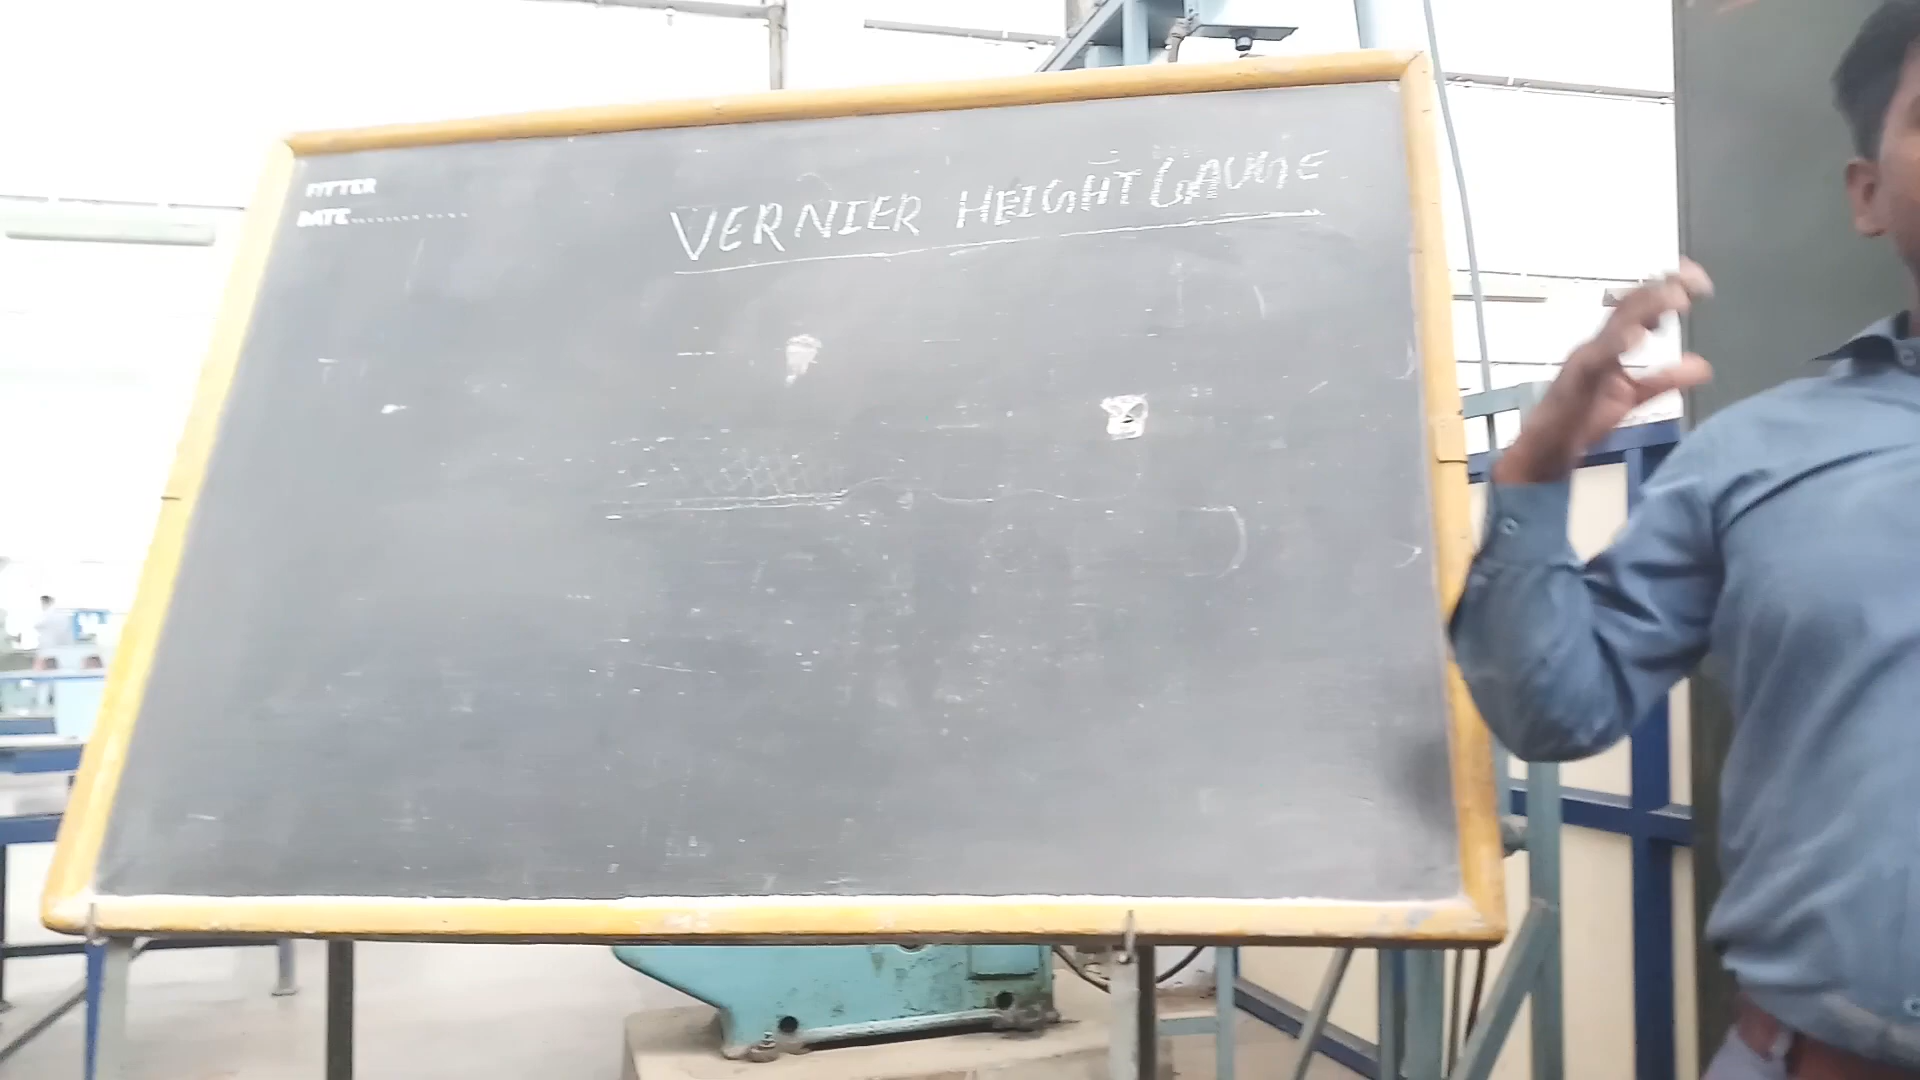 FITTER
DATE............
VERNIER HEIGHT GAUGE